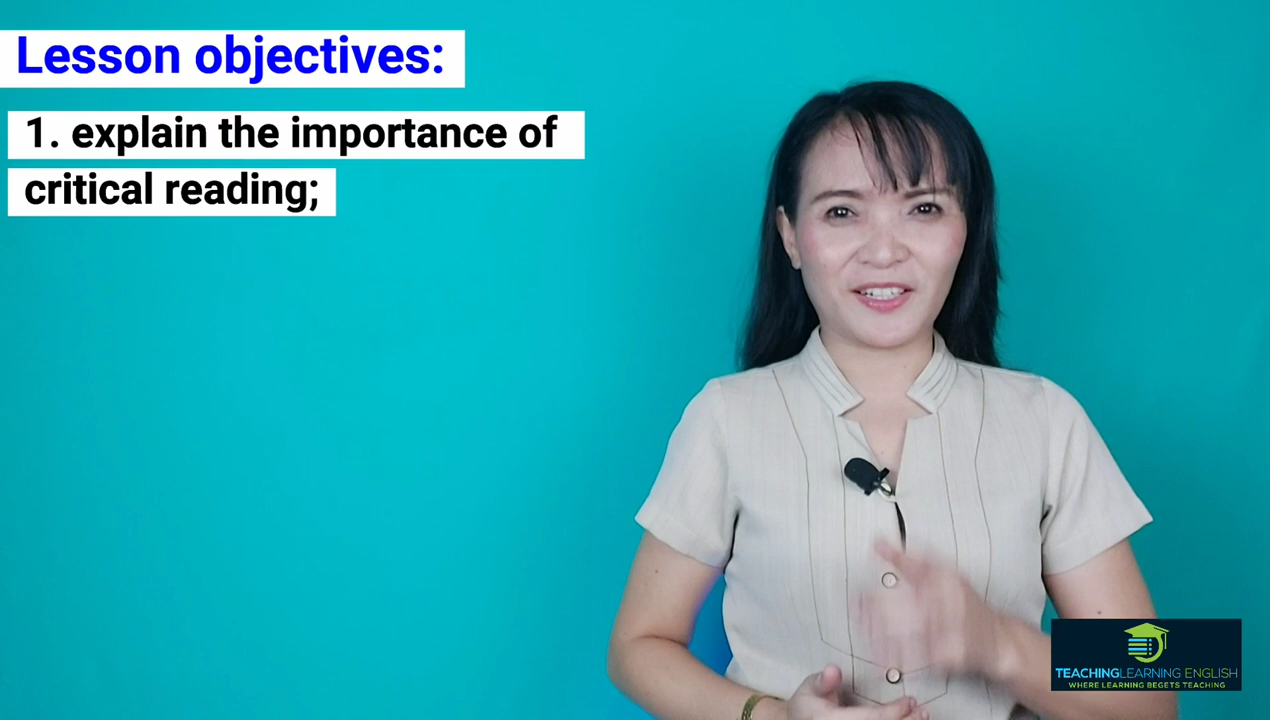 Lesson objectives:
1. explain the importance of
critical reading;
TEACHINGLEARNING ENGLISH
WHERE LEARNING BEGETS TEACHING